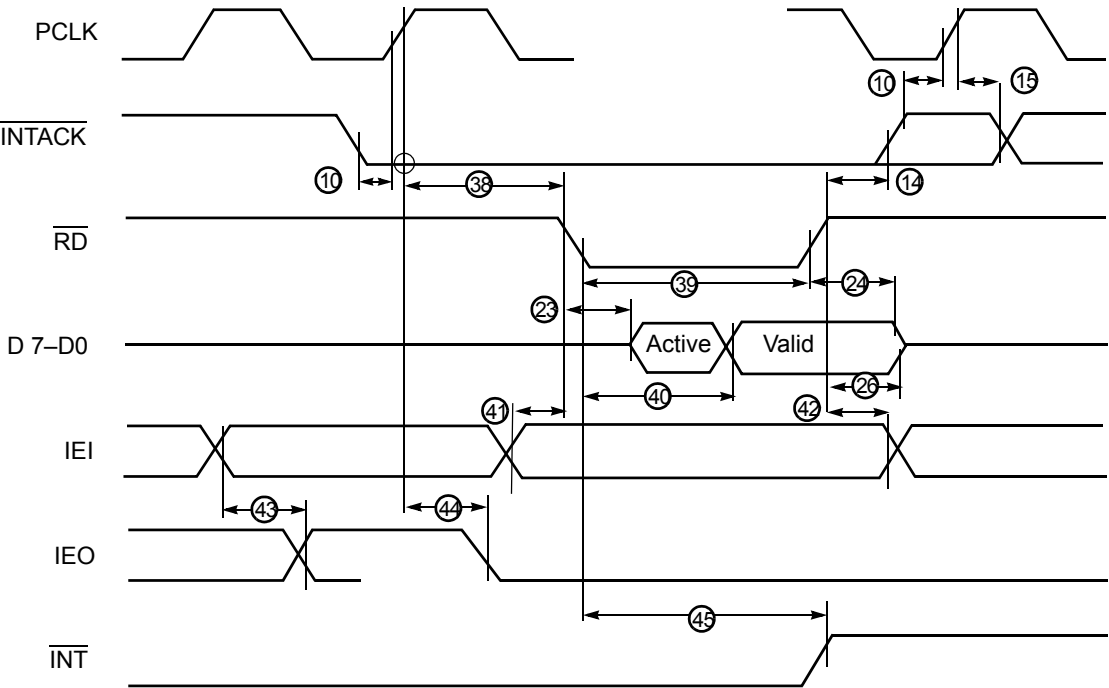 PCLK
10
15
INTACK
10
38
14
RD
39
24
23
D 7–D0
Active
Valid
26
40
41
42
IEI
43
44
IEO
45
INT